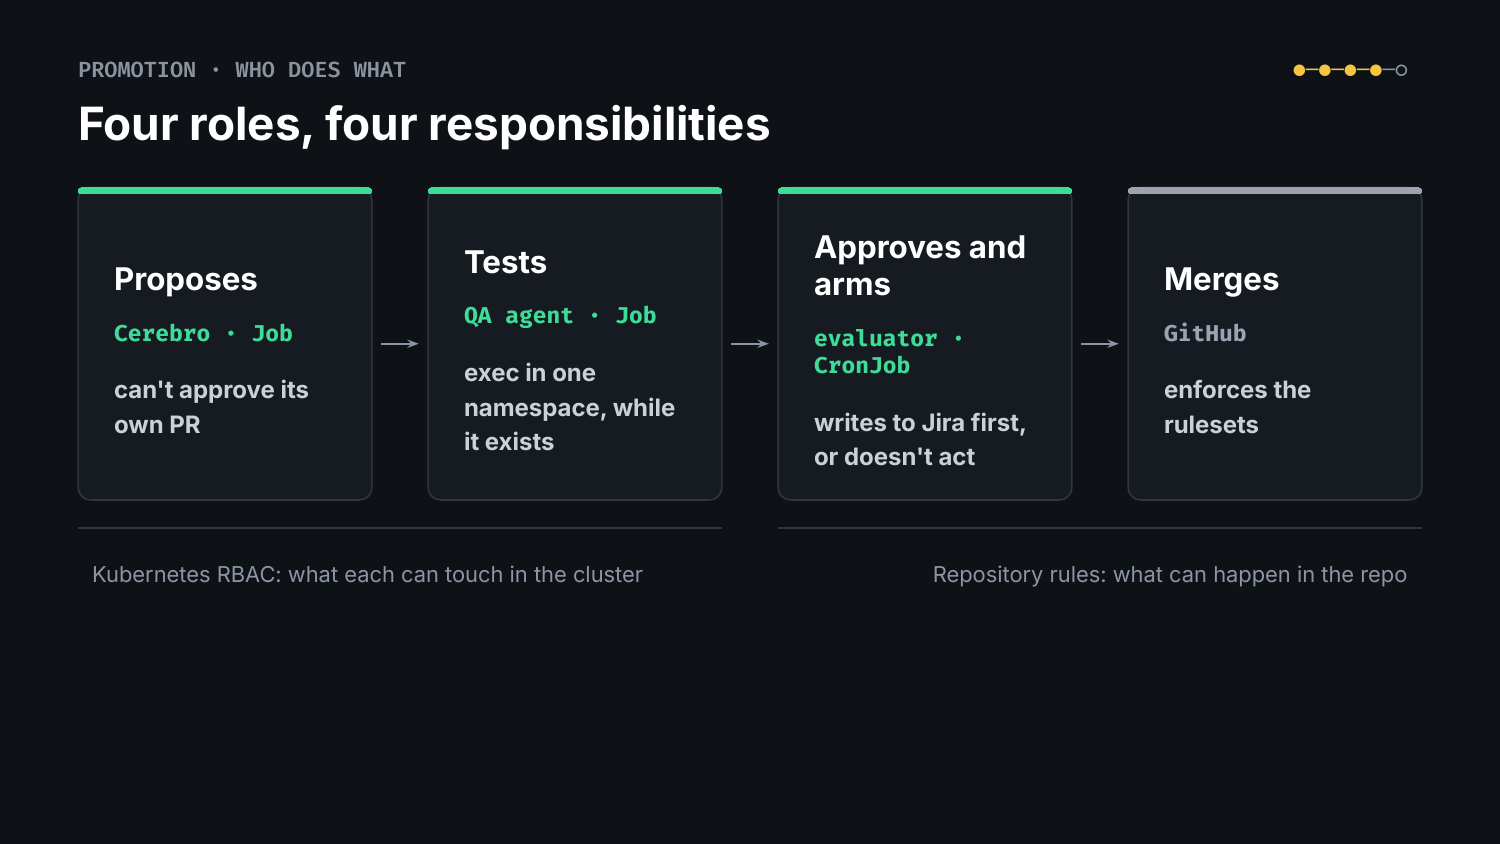 PROMOTION · WHO DOES WHAT
Four roles, four responsibilities
Proposes
Cerebro · Job
can't approve its
own PR
Tests
QA agent · Job
exec in one
namespace, while
it exists
Approves and
arms
evaluator ·
CronJob
writes to Jira first,
or doesn't act
Merges
GitHub
enforces the
rulesets
Kubernetes RBAC: what each can touch in the cluster
Repository rules: what can happen in the repo